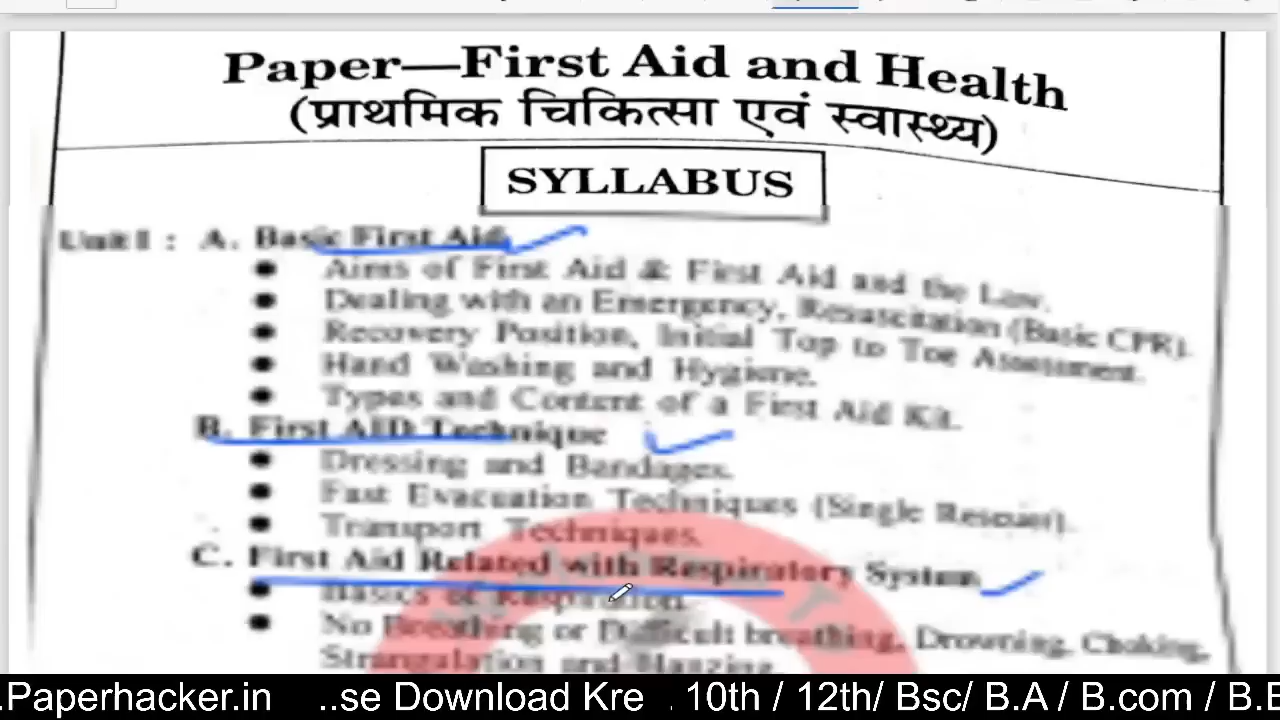 Paper—First Aid and Health
(प्राथमिक चिकित्सा एवं स्वास्थ्य)
SYLLABUS
Unit I : A. Basic First Aid
● Aims of First Aid & First Aid and the Law.
● Dealing with an Emergency, Resuscitation (Basic CPR).
● Recovery Position, Initial Top to Toe Assessment.
● Hand Washing and Hygiene.
● Types and Content of a First Aid Kit.
B. First AID Technique
● Dressing and Bandages.
● Fast Evacuation Techniques (Single Rescuer).
● Transport Techniques.
C. First Aid Related with Respiratory System
● Basics of Respiration.
● No Breathing or Difficult breathing, Drowning, Choking,
Strangulation and Hanging
.Paperhacker.in ..se Download Kre . 10th / 12th/ Bsc/ B.A / B.com / B.E